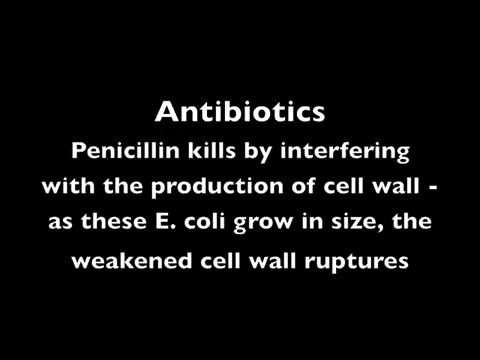 Antibiotics
Penicillin kills by interfering
with the production of cell wall -
as these E. coli grow in size, the
weakened cell wall ruptures